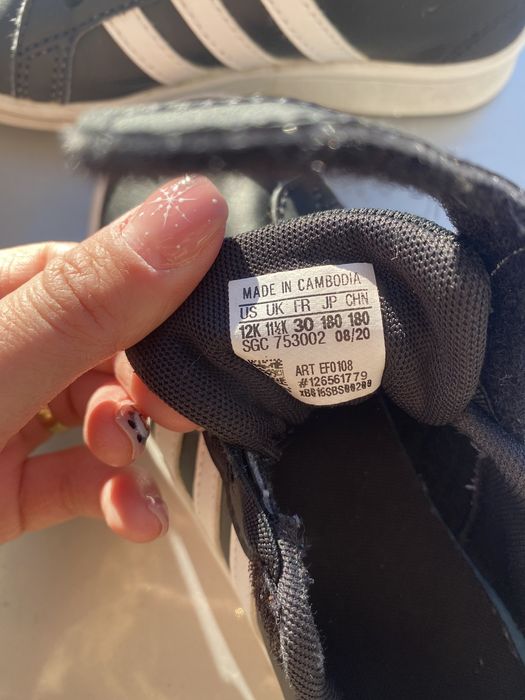 MADE IN CAMBODIA
US UK FR JP CHN
12K 11½K 30 180 180
SGC 753002 08/20
ART EF0108
#126561779